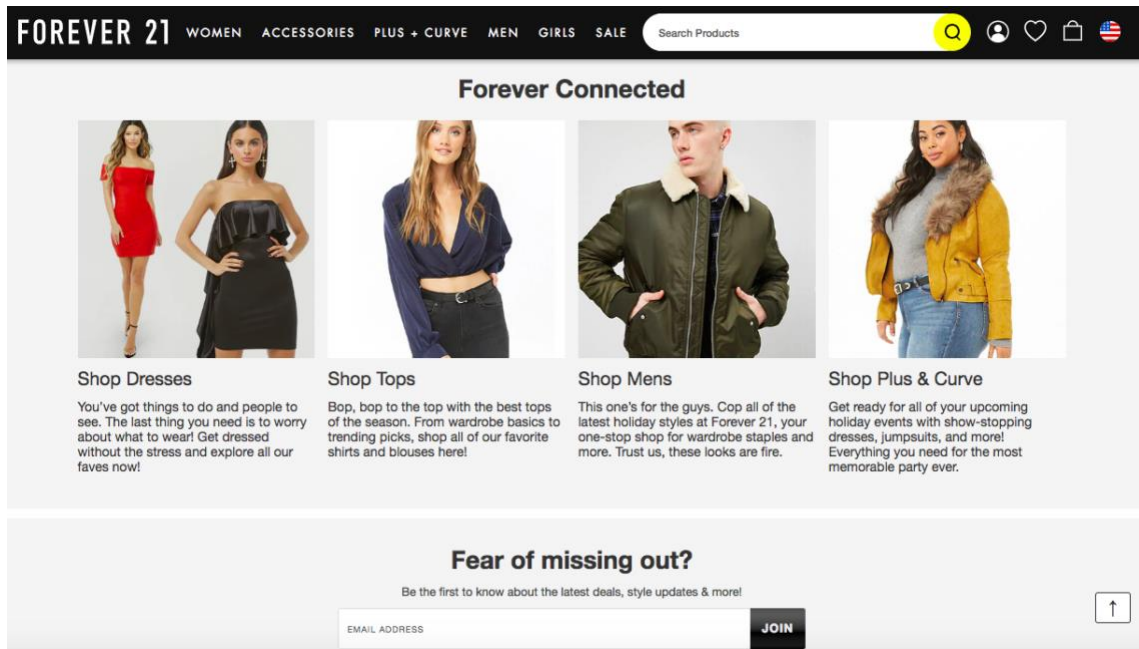 FOREVER 21 WOMEN ACCESSORIES PLUS + CURVE MEN GIRLS SALE Search Products
Forever Connected
Shop Dresses
You've got things to do and people to
see. The last thing you need is to worry
about what to wear! Get dressed
without the stress and explore all our
faves now!
Shop Tops
Bop, bop to the top with the best tops
of the season. From wardrobe basics to
trending picks, shop all of our favorite
shirts and blouses here!
Shop Mens
This one's for the guys. Cop all of the
latest holiday styles at Forever 21, your
one-stop shop for wardrobe staples and
more. Trust us, these looks are fire.
Shop Plus & Curve
Get ready for all of your upcoming
holiday events with show-stopping
dresses, jumpsuits, and more!
Everything you need for the most
memorable party ever.
Fear of missing out?
Be the first to know about the latest deals, style updates & more!
EMAIL ADDRESS JOIN